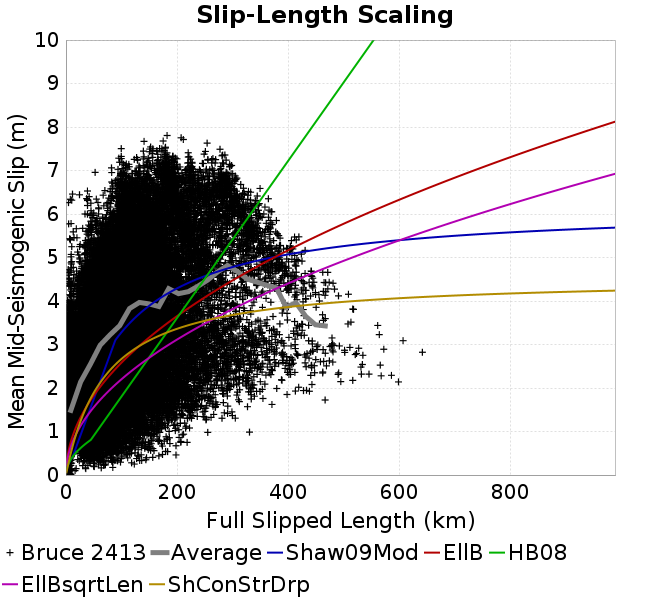 Slip-Length Scaling
Mean Mid-Seismogenic Slip (m)
10
9
8
7
6
5
4
3
2
1
0
0 200 400 600 800
Full Slipped Length (km)
Bruce 2413 Average Shaw09Mod EllB HB08
EllBsqrtLen ShConStrDrp